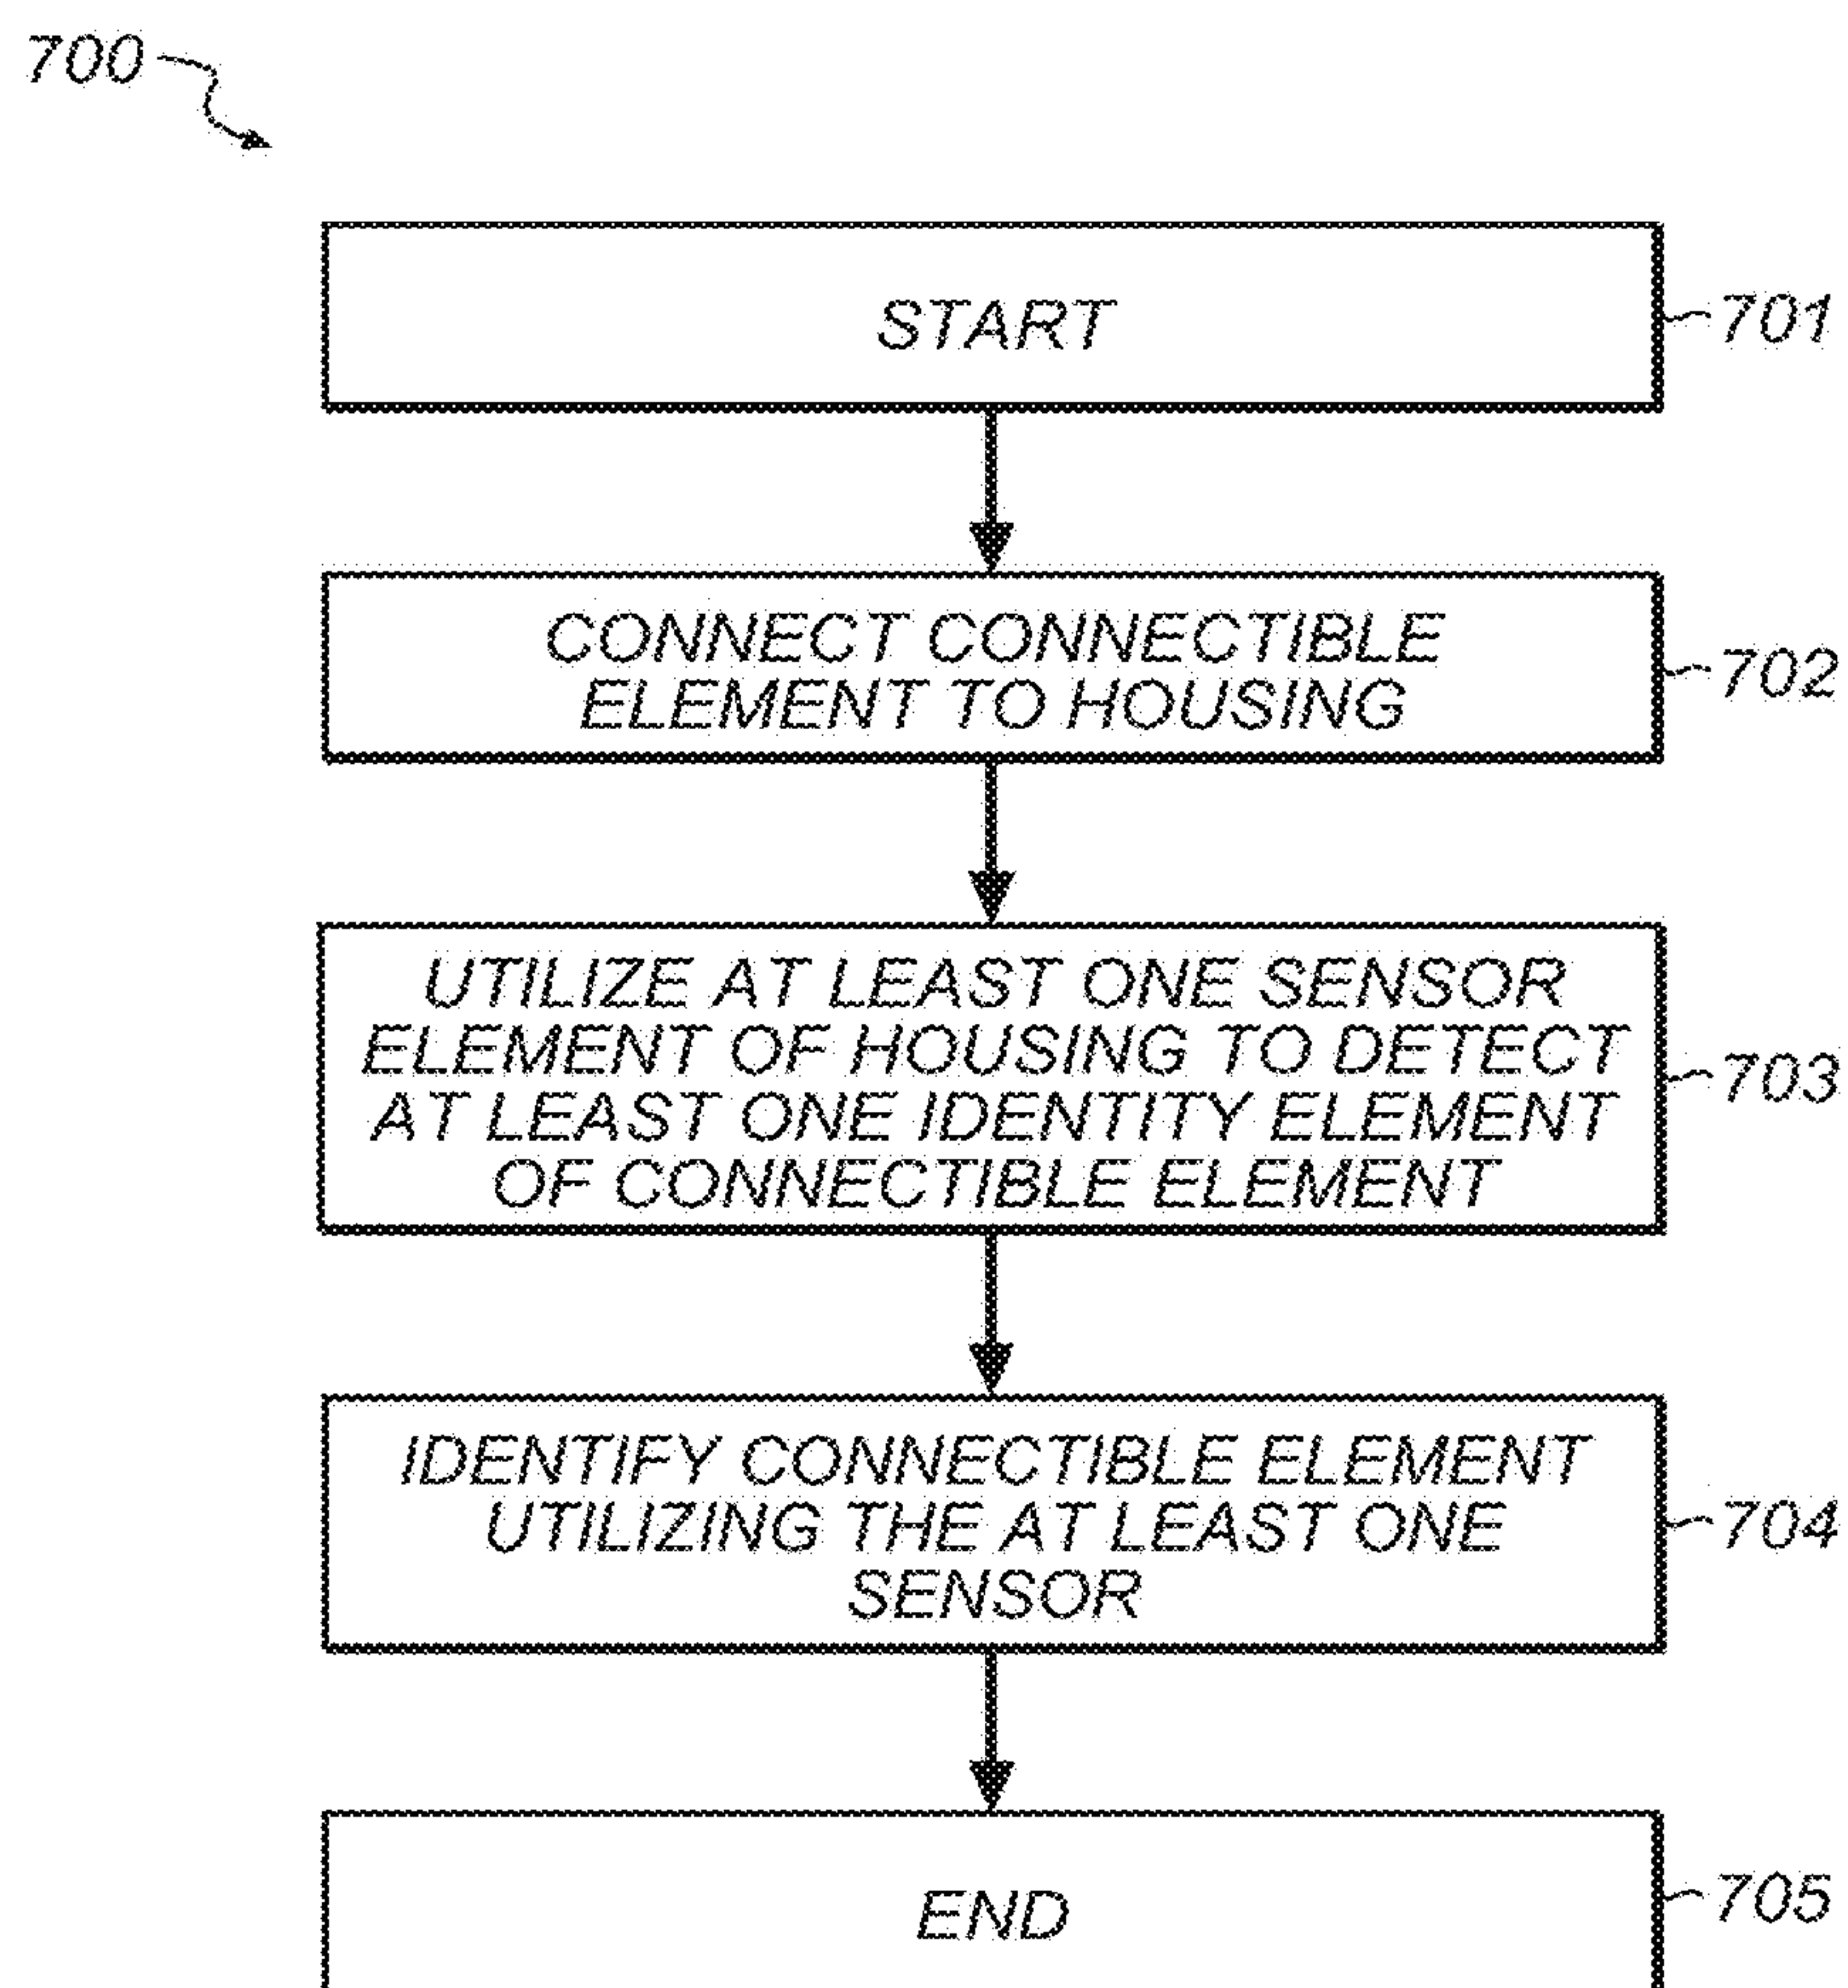 700
START
701
CONNECT CONNECTIBLE
ELEMENT TO HOUSING
702
UTILIZE AT LEAST ONE SENSOR
ELEMENT OF HOUSING TO DETECT
AT LEAST ONE IDENTITY ELEMENT
OF CONNECTIBLE ELEMENT
703
IDENTIFY CONNECTIBLE ELEMENT
UTILIZING THE AT LEAST ONE
SENSOR
704
END
705